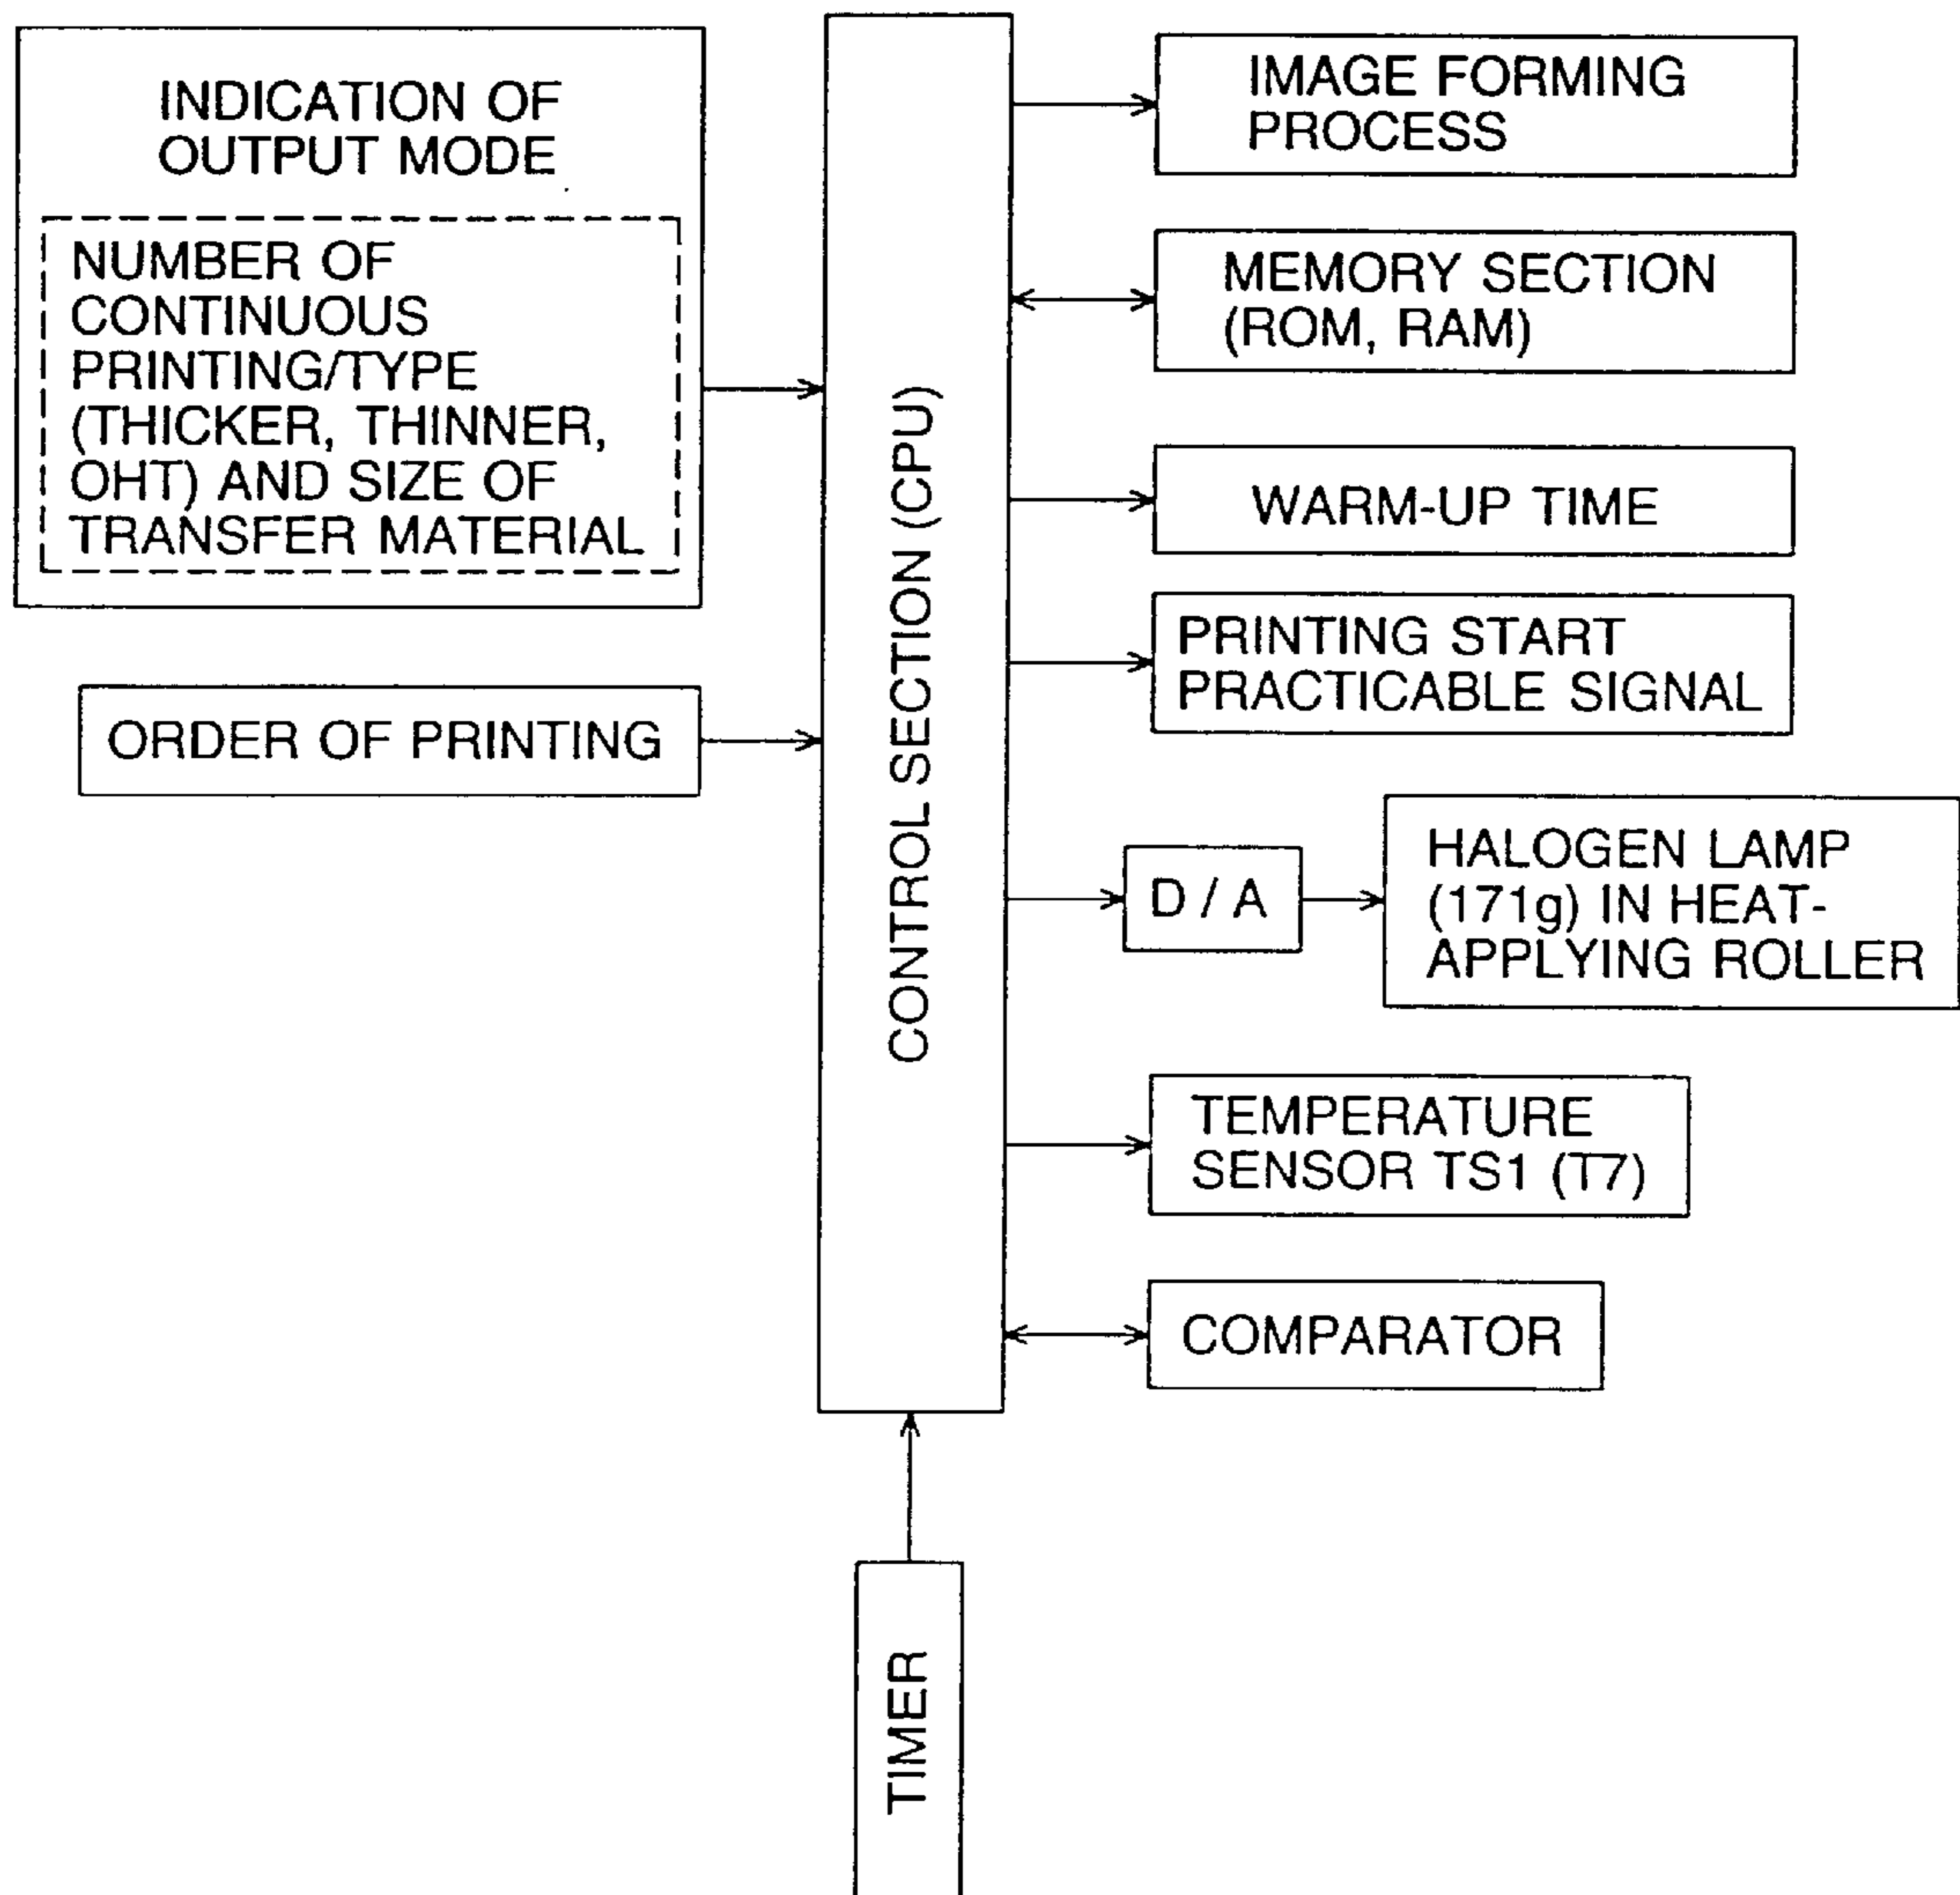 INDICATION OF
OUTPUT MODE
NUMBER OF
CONTINUOUS
PRINTING/TYPE
(THICKER, THINNER,
OHT) AND SIZE OF
TRANSFER MATERIAL
ORDER OF PRINTING
CONTROL SECTION (CPU)
IMAGE FORMING
PROCESS
MEMORY SECTION
(ROM, RAM)
WARM-UP TIME
PRINTING START
PRACTICABLE SIGNAL
D / A
HALOGEN LAMP
(171g) IN HEAT-
APPLYING ROLLER
TEMPERATURE
SENSOR TS1 (T7)
COMPARATOR
TIMER